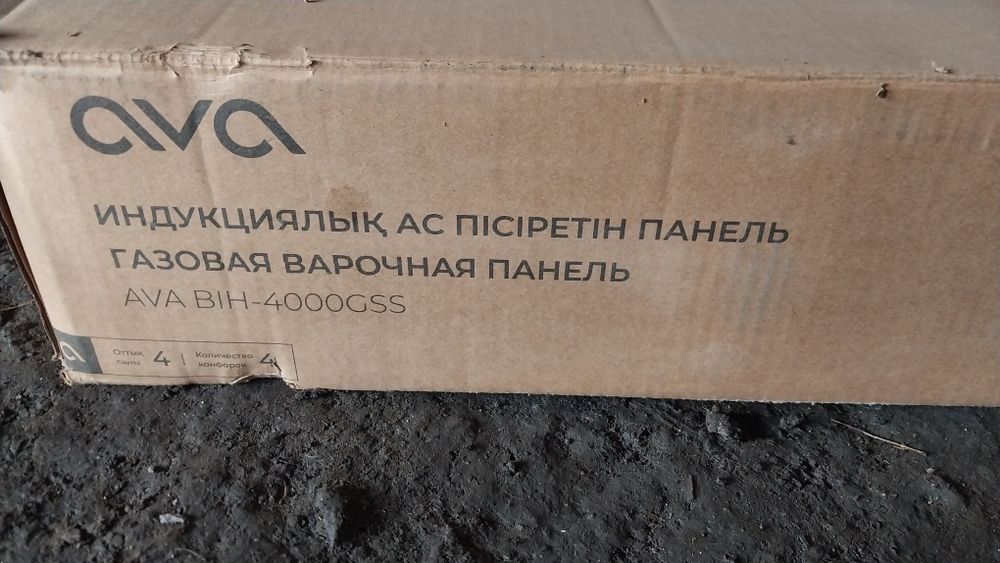 ava
ИНДУКЦИЯЛЫҚ АС ПІСІРЕТІН ПАНЕЛЬ
ГАЗОВАЯ ВАРОЧНАЯ ПАНЕЛЬ
AVA BIH-4000GSS
a Оттық саны 4 | Количество конфорок 4